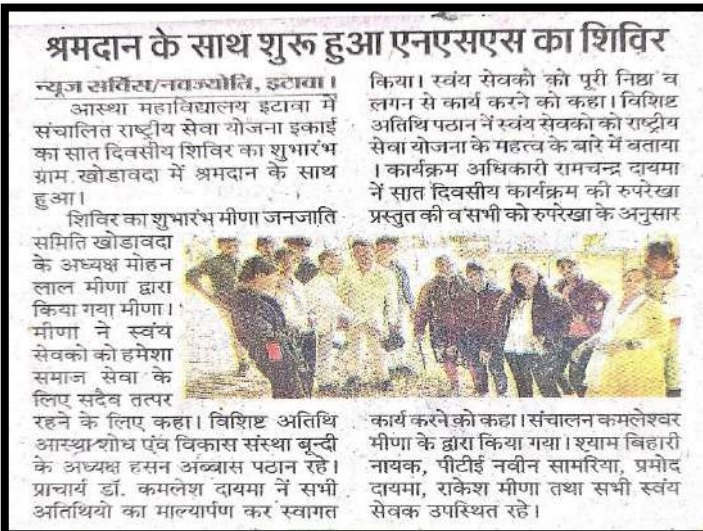 श्रमदान के साथ शुरू हुआ एनएसएस का शिविर
न्यूज सर्विस/नवज्योति, इटावा।
आस्था महाविद्यालय इटावा में
संचालित राष्ट्रीय सेवा योजना इकाई
का सात दिवसीय शिविर का शुभारंभ
ग्राम खोडावदा में श्रमदान के साथ
हुआ।
शिविर का शुभारंभ मीणा जनजाति
समिति खोडावदा
के अध्यक्ष मोहन
लाल मीणा द्वारा
किया गया मीणा।
मीणा ने स्वंय
सेवको को हमेशा
समाज सेवा के
लिए सदैव तत्पर
रहने के लिए कहा। विशिष्ट अतिथि
आस्था शोध एंव विकास संस्था बून्दी
के अध्यक्ष हसन अब्बास पठान रहे।
प्राचार्य डॉ. कमलेश दायमा नें सभी
अतिथियो का माल्यार्पण कर स्वागत
किया। स्वंय सेवको को पूरी निष्ठा व
लगन से कार्य करने को कहा। विशिष्ट
अतिथि पठान नें स्वंय सेवको को राष्ट्रीय
सेवा योजना के महत्व के बारे में बताया
। कार्यक्रम अधिकारी रामचन्द्र दायमा
नें सात दिवसीय कार्यक्रम की रुपरेखा
प्रस्तुत की व सभी को रुपरेखा के अनुसार
कार्य करने को कहा। संचालन कमलेश्वर
मीणा के द्वारा किया गया। श्याम बिहारी
नायक, पीटीई नवीन सामरिया, प्रमोद
दायमा, राकेश मीणा तथा सभी स्वंय
सेवक उपस्थित रहे।